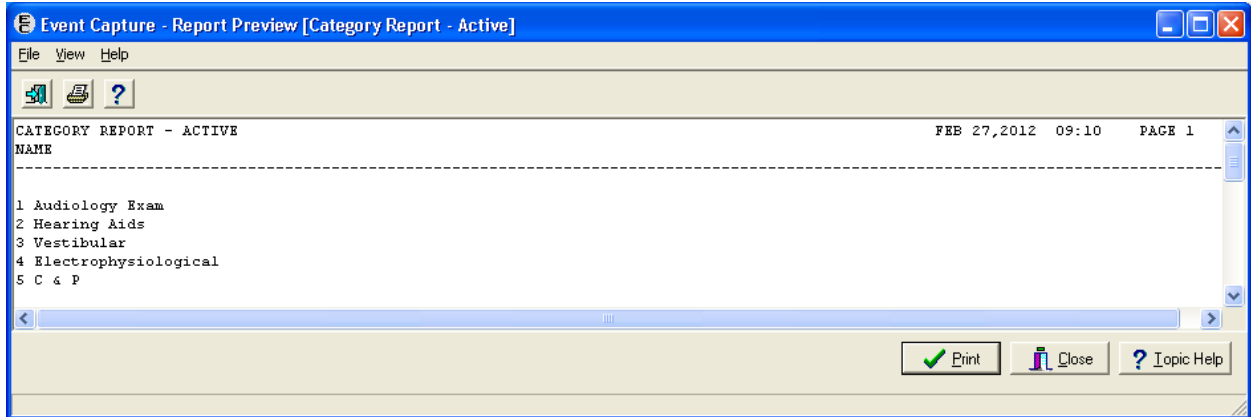 Event Capture - Report Preview [Category Report - Active]
File View Help
CATEGORY REPORT - ACTIVE FEB 27,2012 09:10 PAGE 1
NAME
--------------------------------------------------------------------------------------------------------------------------------------
1 Audiology Exam
2 Hearing Aids
3 Vestibular
4 Electrophysiological
5 C & P
Print Close ? Topic Help